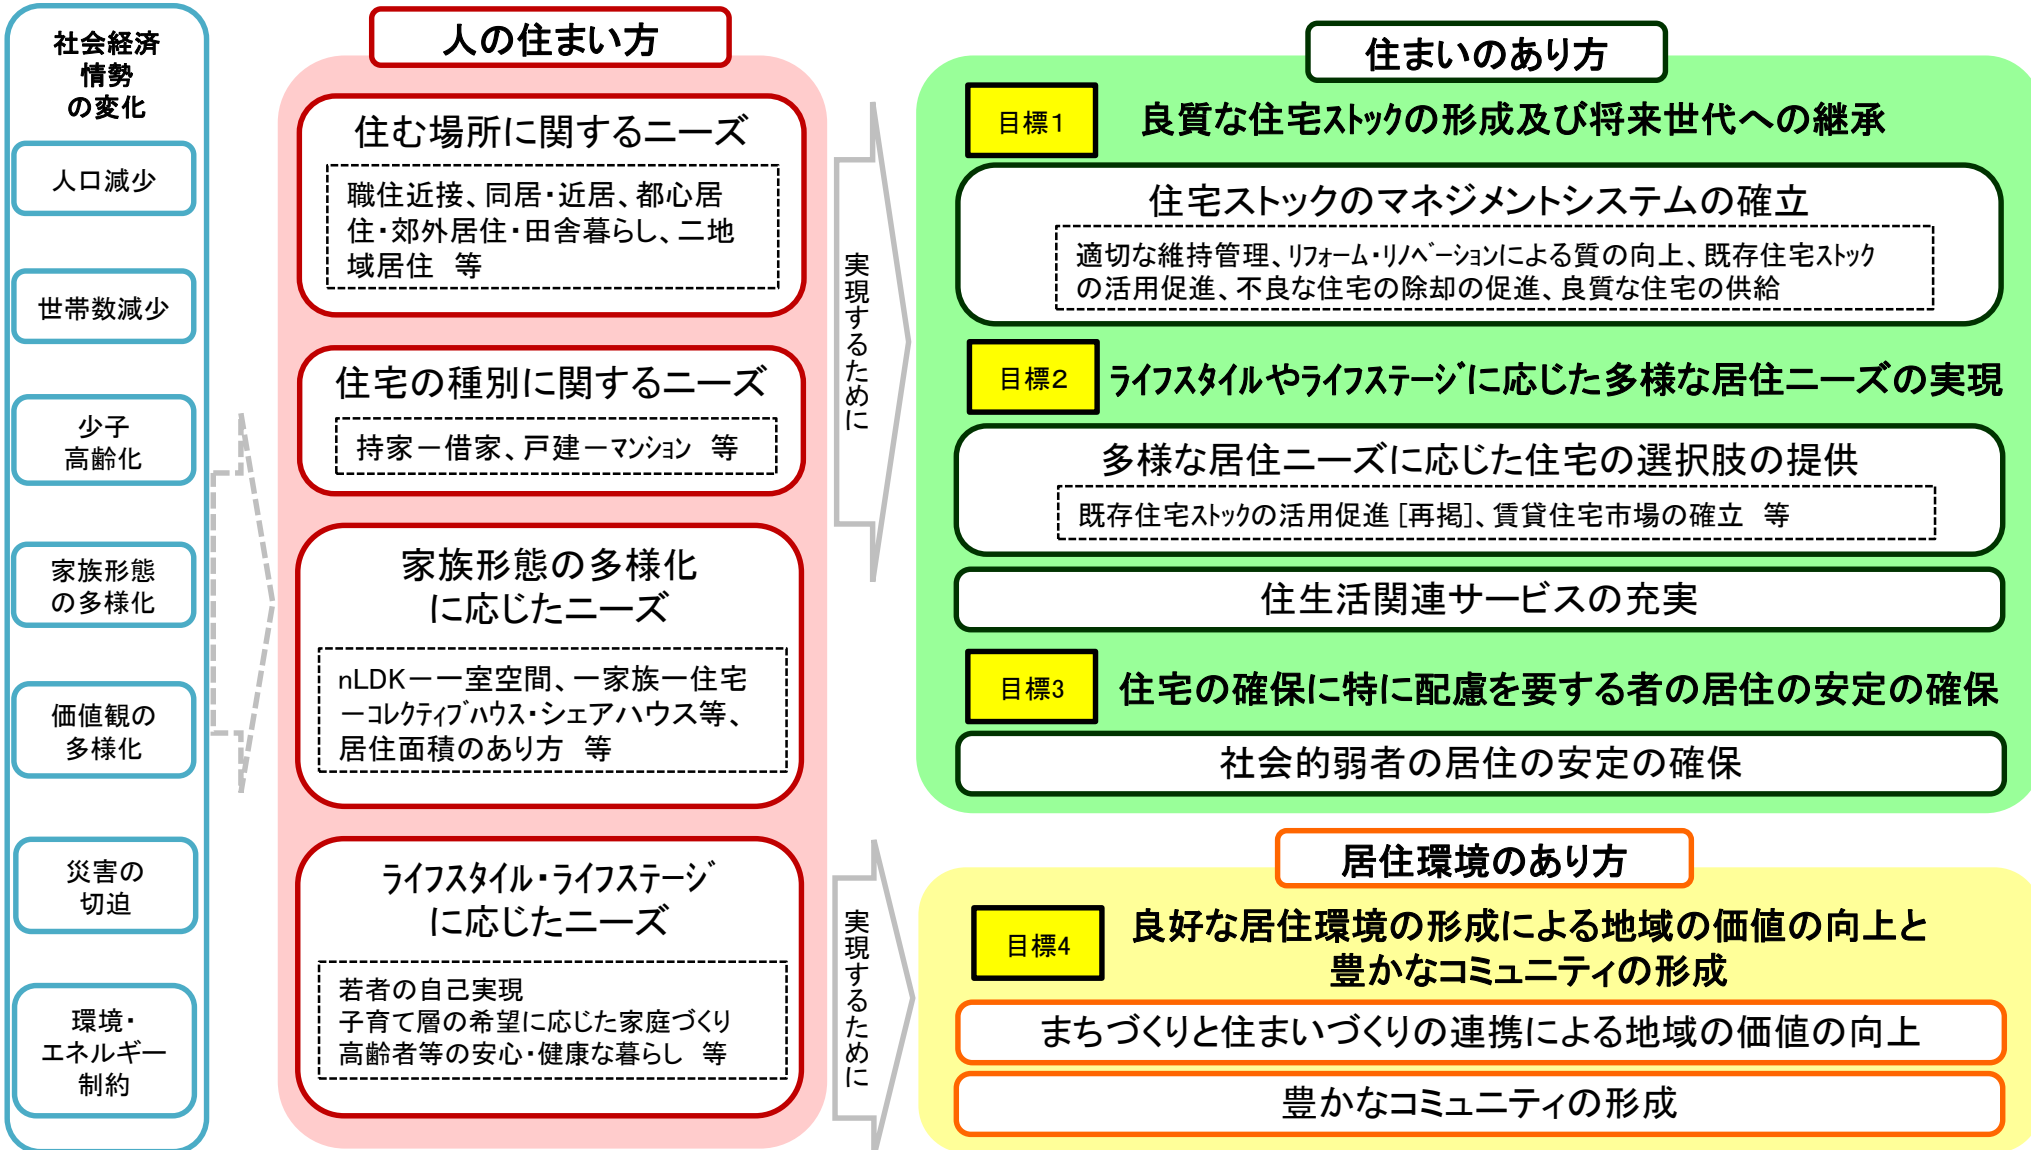 社会経済
情勢
の変化
人口減少
世帯数減少
少子
高齢化
家族形態
の多様化
価値観の
多様化
災害の
切迫
環境・
エネルギー
制約
人の住まい方
住む場所に関するニーズ
職住近接、同居・近居、都心居
住・郊外居住・田舎暮らし、二地
域居住　等
住宅の種別に関するニーズ
持家－借家、戸建－ﾏﾝｼｮﾝ　等
家族形態の多様化
に応じたニーズ
nLDK－一室空間、一家族一住宅
－ｺﾚｸﾃｨﾌﾞﾊｳｽ・シェアハウス等、
居住面積のあり方　等
ﾗｲﾌｽﾀｲﾙ・ﾗｲﾌｽﾃｰｼﾞ
に応じたニーズ
若者の自己実現
子育て層の希望に応じた家庭づくり
高齢者等の安心・健康な暮らし　等
実現するために
実現するために
住まいのあり方
目標１
良質な住宅ｽﾄｯｸの形成及び将来世代への継承
住宅ストックのマネジメントシステムの確立
適切な維持管理、ﾘﾌｫｰﾑ・ﾘﾉﾍﾞｰｼｮﾝによる質の向上、既存住宅ｽﾄｯｸ
の活用促進、不良な住宅の除却の促進、良質な住宅の供給
目標２
ﾗｲﾌｽﾀｲﾙやﾗｲﾌｽﾃｰｼﾞに応じた多様な居住ニーズの実現
多様な居住ニーズに応じた住宅の選択肢の提供
既存住宅ｽﾄｯｸの活用促進 [再掲]、賃貸住宅市場の確立　等
住生活関連サービスの充実
目標3
住宅の確保に特に配慮を要する者の居住の安定の確保
社会的弱者の居住の安定の確保
居住環境のあり方
目標4
良好な居住環境の形成による地域の価値の向上と
豊かなコミュニティの形成
まちづくりと住まいづくりの連携による地域の価値の向上
豊かなコミュニティの形成